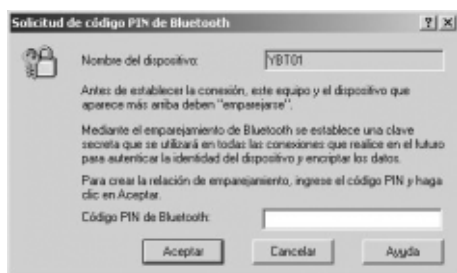 Solicitud de código PIN de Bluetooth
Nombre del dispositivo: YBT01
Antes de establecer la conexión, este equipo y el dispositivo que
aparece más arriba deben "emparejarse".
Mediante el emparejamiento de Bluetooth se establece una clave
secreta que se utilizará en todas las conexiones que realice en el futuro
para autenticar la identidad del dispositivo y encriptar los datos.
Para crear la relación de emparejamiento, ingrese el código PIN y haga
clic en Aceptar.
Código PIN de Bluetooth:
Aceptar Cancelar Ayuda